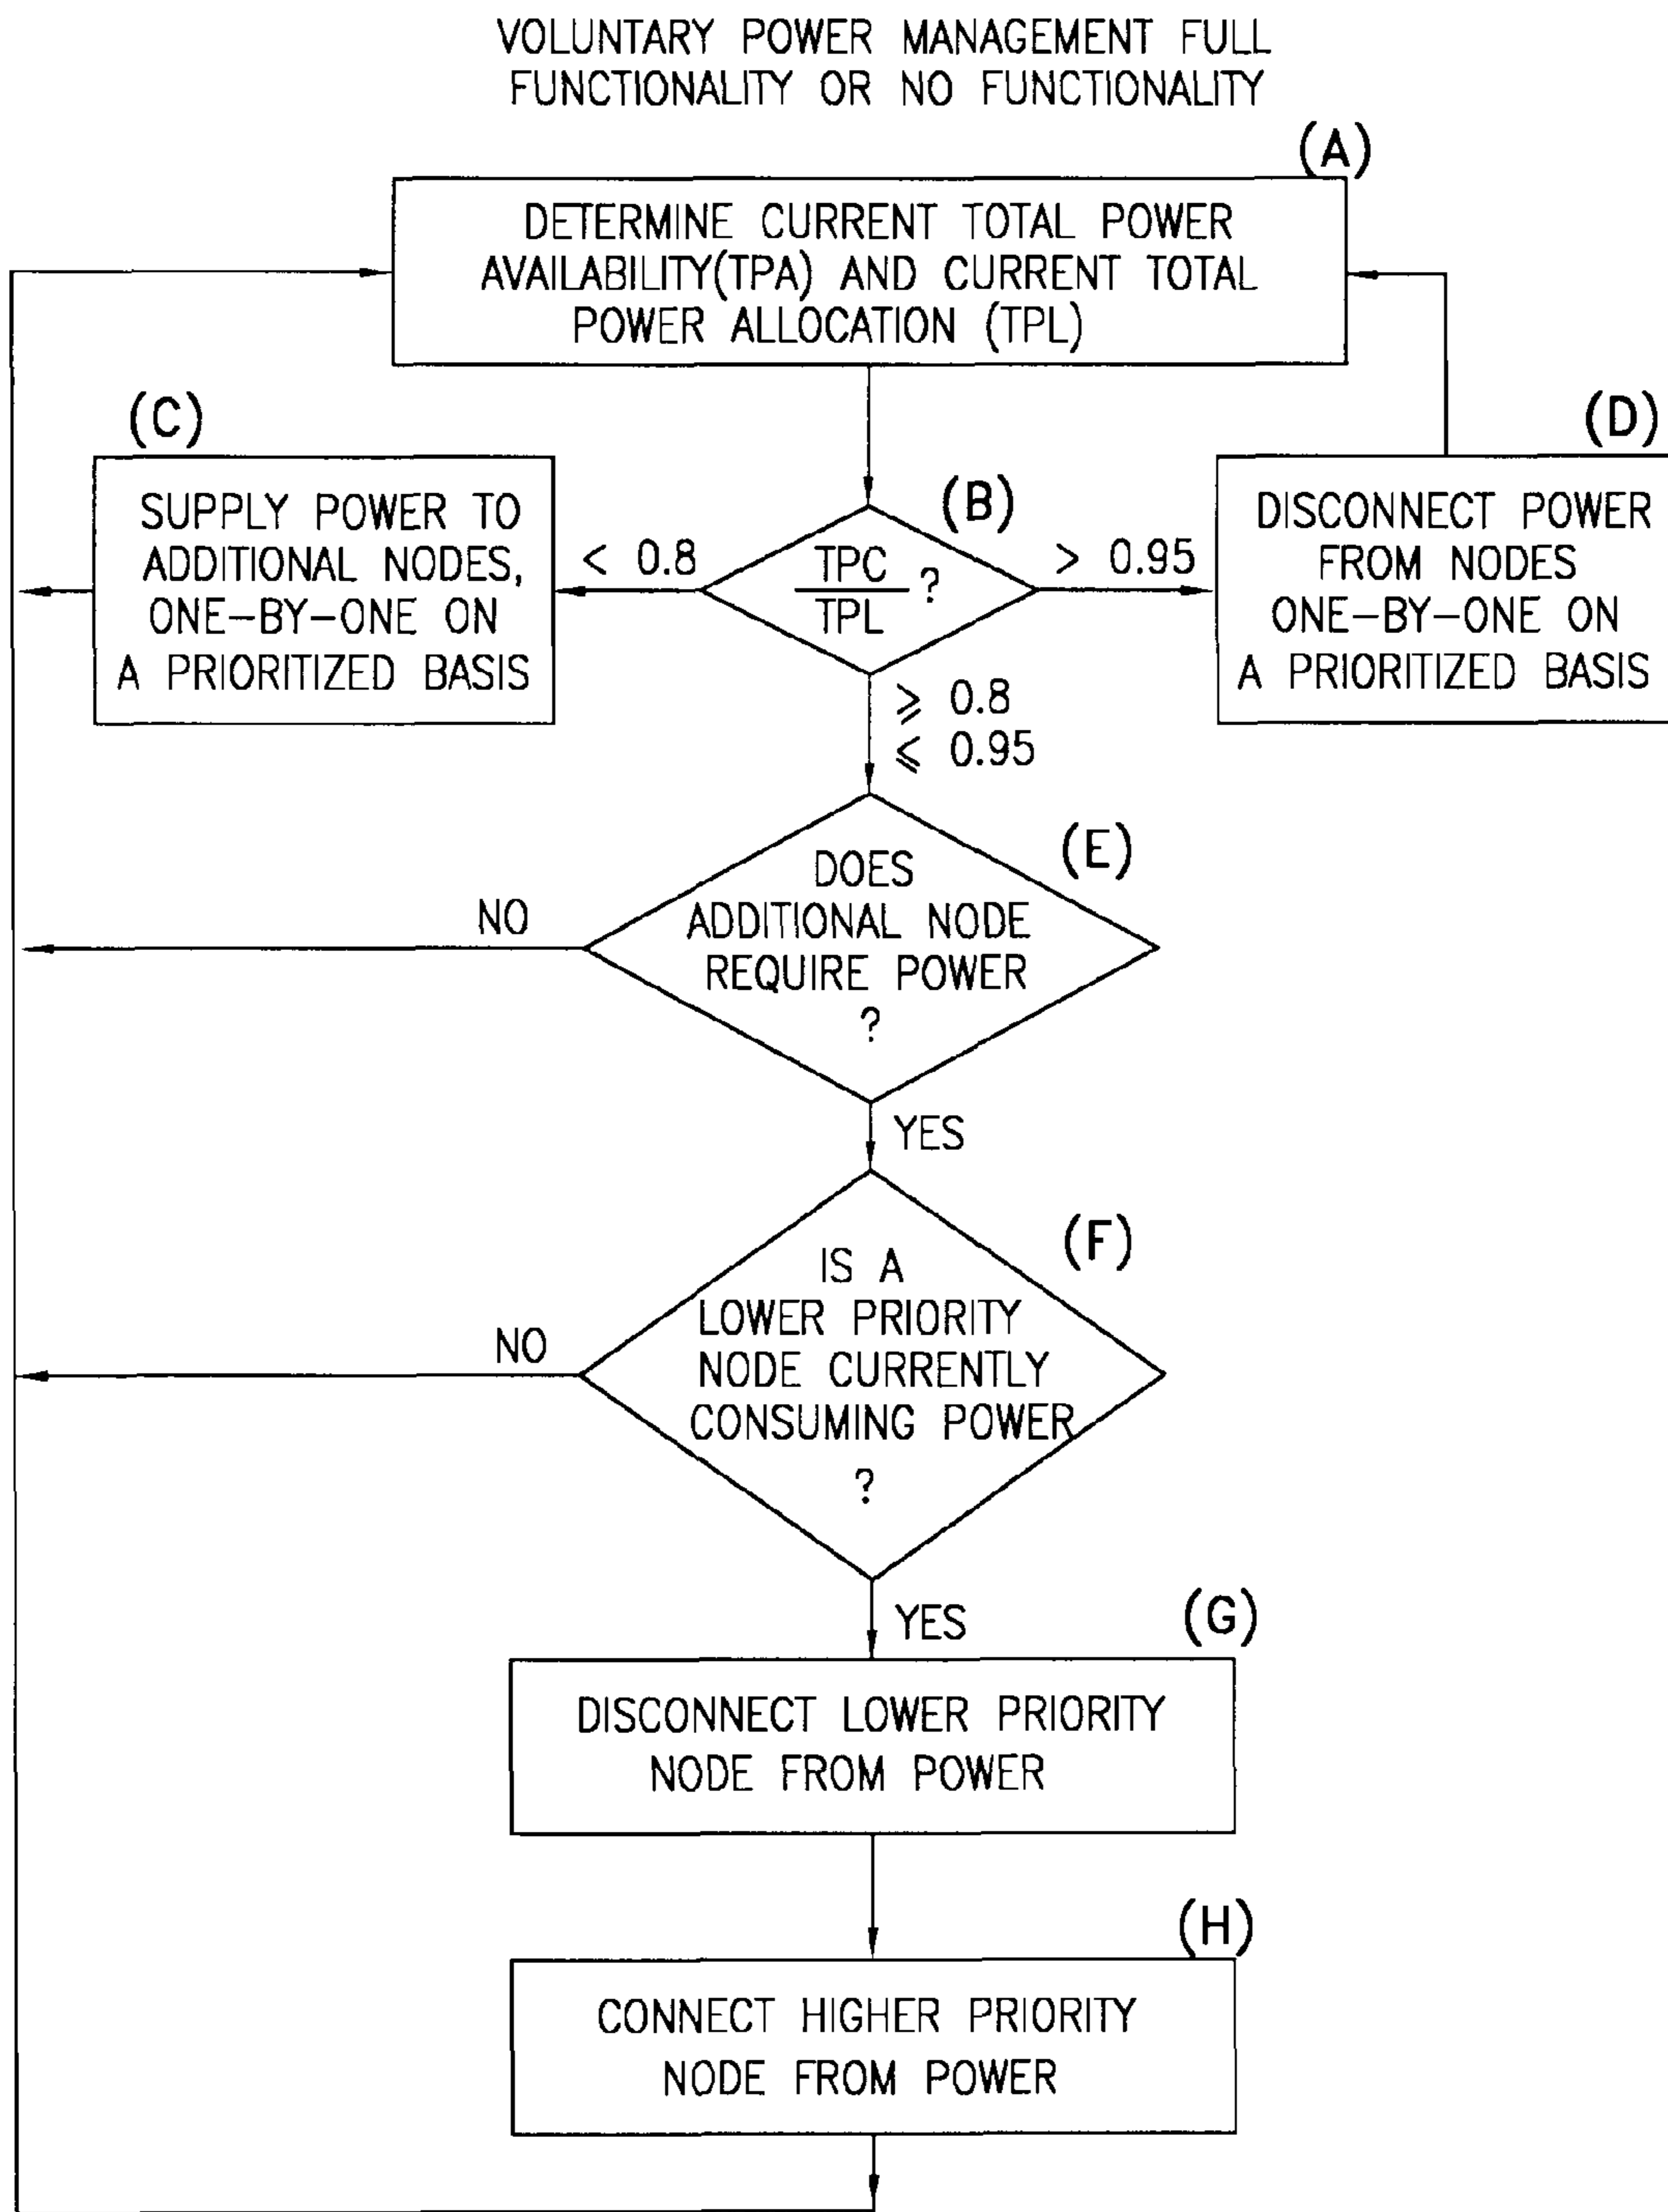 VOLUNTARY POWER MANAGEMENT FULL
FUNCTIONALITY OR NO FUNCTIONALITY
(A)
DETERMINE CURRENT TOTAL POWER
AVAILABILITY(TPA) AND CURRENT TOTAL
POWER ALLOCATION (TPL)
(C)
SUPPLY POWER TO
ADDITIONAL NODES,
ONE-BY-ONE ON
A PRIORITIZED BASIS
< 0.8
(B)
TPC
TPL
?
> 0.95
(D)
DISCONNECT POWER
FROM NODES
ONE-BY-ONE ON
A PRIORITIZED BASIS
⩾ 0.8
⩽ 0.95
(E)
DOES
ADDITIONAL NODE
REQUIRE POWER
?
NO
YES
(F)
IS A
LOWER PRIORITY
NODE CURRENTLY
CONSUMING POWER
?
NO
YES
(G)
DISCONNECT LOWER PRIORITY
NODE FROM POWER
(H)
CONNECT HIGHER PRIORITY
NODE FROM POWER